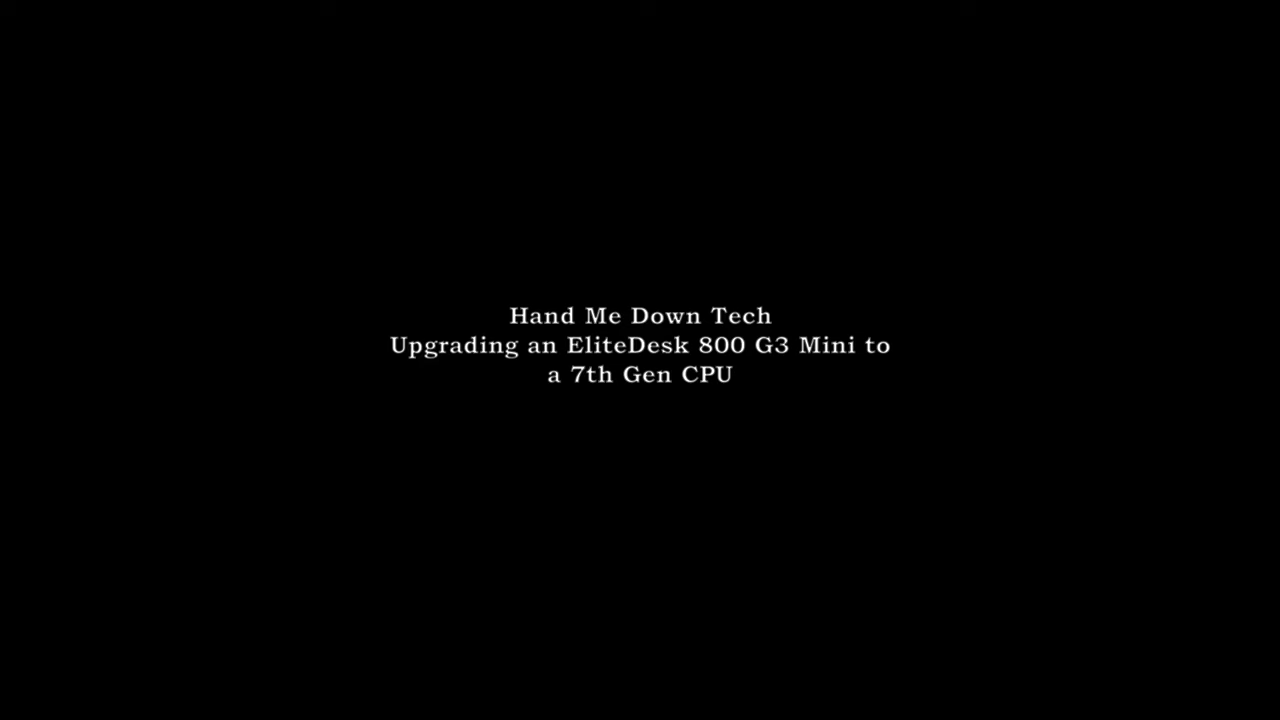 Hand Me Down Tech
Upgrading an EliteDesk 800 G3 Mini to
a 7th Gen CPU